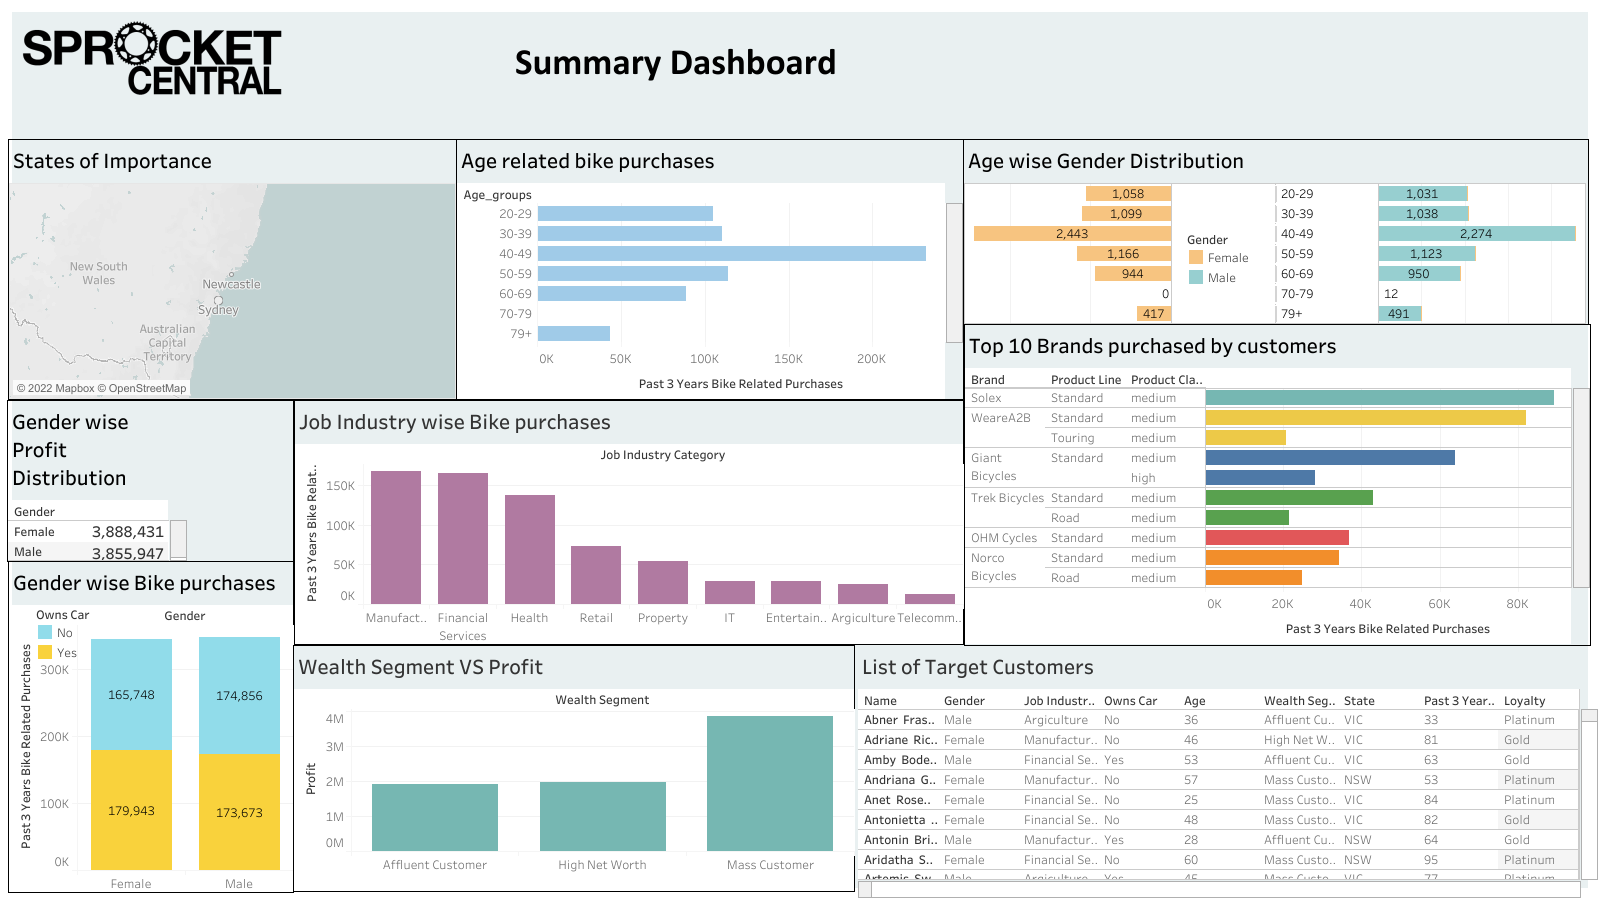 SPROCKET
CENTRAL
Summary Dashboard
States of Importance
New South
Wales
Newcastle
Sydney
Australian
Capital
Territory
© 2022 Mapbox © OpenStreetMap
Age related bike purchases
Age_groups
20-29
30-39
40-49
50-59
60-69
70-79
79+
0K 50K 100K 150K 200K
Past 3 Years Bike Related Purchases
Age wise Gender Distribution
1,058 20-29 1,031
1,099 30-39 1,038
2,443 40-49 2,274
1,166 50-59 1,123
944 60-69 950
0 70-79 12
417 79+ 491
Gender
Female
Male
Top 10 Brands purchased by customers
Brand Product Line Product Cla..
Solex Standard medium
WeareA2B Standard medium
Touring medium
Giant Standard medium
Bicycles high
Trek Bicycles Standard medium
Road medium
OHM Cycles Standard medium
Norco Standard medium
Bicycles Road medium
0K 20K 40K 60K 80K
Past 3 Years Bike Related Purchases
Gender wise
Profit
Distribution
Gender
Female 3,888,431
Male 3,855,947
Job Industry wise Bike purchases
Job Industry Category
Past 3 Years Bike Relat..
150K
100K
50K
0K
Manufact.. Financial Health Retail Property IT Entertain.. Argiculture Telecomm..
Services
Gender wise Bike purchases
Owns Car
No
Yes
Gender
Past 3 Years Bike Related Purchases
300K
200K
100K
0K
165,748 174,856
179,943 173,673
Female Male
Wealth Segment VS Profit
Wealth Segment
Profit
4M
3M
2M
1M
0M
Affluent Customer High Net Worth Mass Customer
List of Target Customers
Name Gender Job Industr.. Owns Car Age Wealth Seg.. State Past 3 Year.. Loyalty
Abner Fras.. Male Argiculture No 36 Affluent Cu.. VIC 33 Platinum
Adriane Ric.. Female Manufactur.. No 46 High Net W.. VIC 81 Gold
Amby Bode.. Male Financial Se.. Yes 53 Affluent Cu.. VIC 63 Gold
Andriana G.. Female Manufactur.. No 57 Mass Custo.. NSW 53 Platinum
Anet Rose.. Female Financial Se.. No 25 Mass Custo.. VIC 84 Platinum
Antonietta .. Female Financial Se.. No 48 Mass Custo.. VIC 82 Gold
Antonin Bri.. Male Manufactur.. Yes 28 Affluent Cu.. NSW 64 Gold
Aridatha S.. Female Financial Se.. No 60 Mass Custo.. NSW 95 Platinum
Artemis Sw.. Male Argiculture Yes 45 Mass Custo.. VIC 77 Platinum